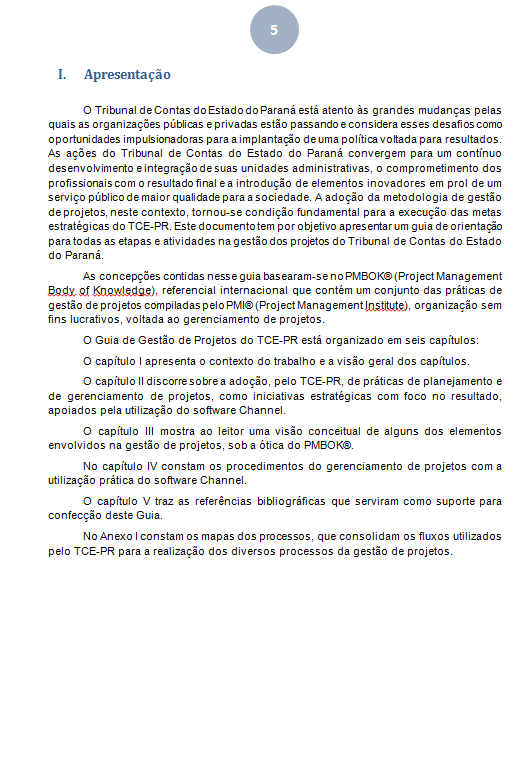 5
I. Apresentação
O Tribunal de Contas do Estado do Paraná está atento às grandes mudanças pelas
quais as organizações públicas e privadas estão passando e considera esses desafios como
oportunidades impulsionadoras para a implantação de uma política voltada para resultados.
As ações do Tribunal de Contas do Estado do Paraná convergem para um contínuo
desenvolvimento e integração de suas unidades administrativas, o comprometimento dos
profissionais com o resultado final e a introdução de elementos inovadores em prol de um
serviço público de maior qualidade para a sociedade. A adoção da metodologia de gestão
de projetos, neste contexto, tornou-se condição fundamental para a execução das metas
estratégicas do TCE-PR. Este documento tem por objetivo apresentar um guia de orientação
para todas as etapas e atividades na gestão dos projetos do Tribunal de Contas do Estado
do Paraná.
As concepções contidas nesse guia basearam-se no PMBOK® (Project Management
Body of Knowledge), referencial internacional que contém um conjunto das práticas de
gestão de projetos compiladas pelo PMI® (Project Management Institute), organização sem
fins lucrativos, voltada ao gerenciamento de projetos.
O Guia de Gestão de Projetos do TCE-PR está organizado em seis capítulos:
O capítulo I apresenta o contexto do trabalho e a visão geral dos capítulos.
O capítulo II discorre sobre a adoção, pelo TCE-PR, de práticas de planejamento e
de gerenciamento de projetos, como iniciativas estratégicas com foco no resultado,
apoiados pela utilização do software Channel.
O capítulo III mostra ao leitor uma visão conceitual de alguns dos elementos
envolvidos na gestão de projetos, sob a ótica do PMBOK®.
No capítulo IV constam os procedimentos do gerenciamento de projetos com a
utilização prática do software Channel.
O capítulo V traz as referências bibliográficas que serviram como suporte para
confecção deste Guia.
No Anexo I constam os mapas dos processos, que consolidam os fluxos utilizados
pelo TCE-PR para a realização dos diversos processos da gestão de projetos.